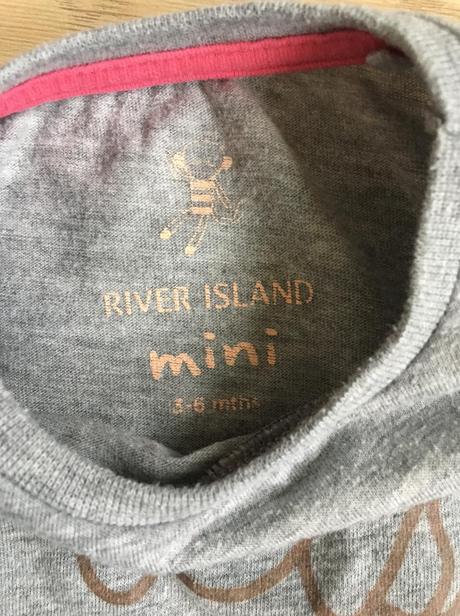 RIVER ISLAND
mini
3-6 mths